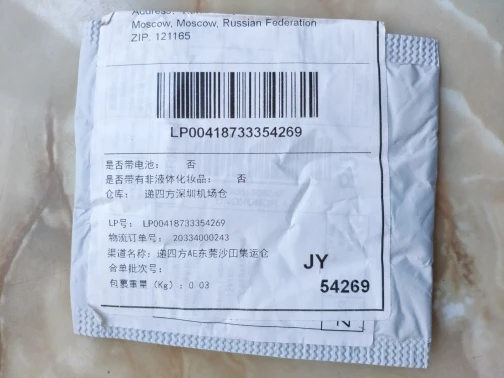 Address:
Moscow, Moscow, Russian Federation
ZIP: 121165
LP00418733354269
是否带电池： 否
是否带有非液体化妆品： 否
仓库： 递四方深圳机场仓
LP号： LP00418733354269
物流订单号： 20334000243
渠道名称：递四方AE东莞沙田集运仓
合单批次号：
包裹重量（Kg）：0.03
JY
54269
N